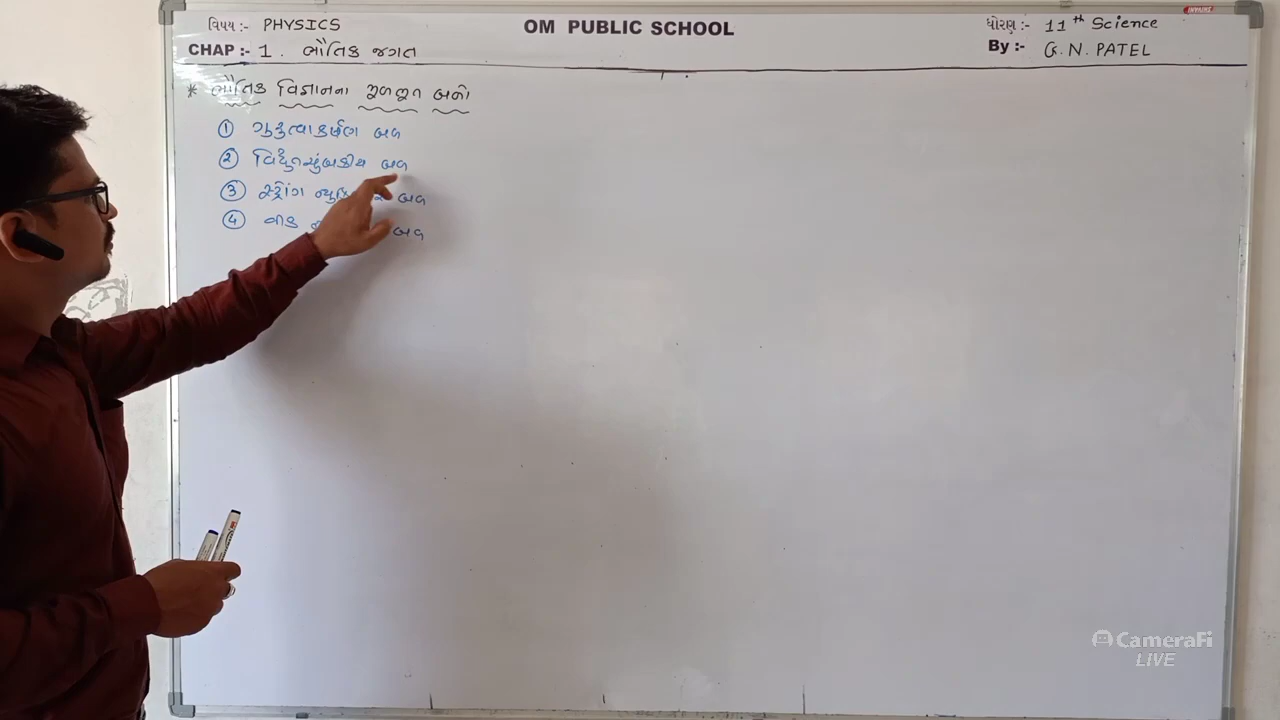 વિષય :- PHYSICS OM PUBLIC SCHOOL ધોરણ :- 11th Science
CHAP :- 1. ભૌતિક જગત By :- G. N. PATEL
* ભૌતિક વિજ્ઞાનના મૂળભૂત બળો
① ગુરુત્વાકર્ષણ બળ
② વિદ્યુતચુંબકીય બળ
③ સ્ટ્રોંગ બળ
④ વીક બળ
CameraFi
LIVE